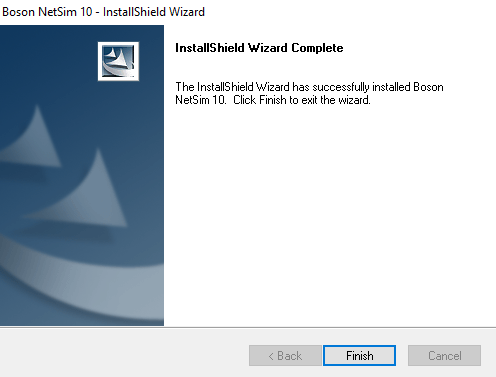 Boson NetSim 10 - InstallShield Wizard
InstallShield Wizard Complete
The InstallShield Wizard has successfully installed Boson
NetSim 10. Click Finish to exit the wizard.
< Back Finish Cancel